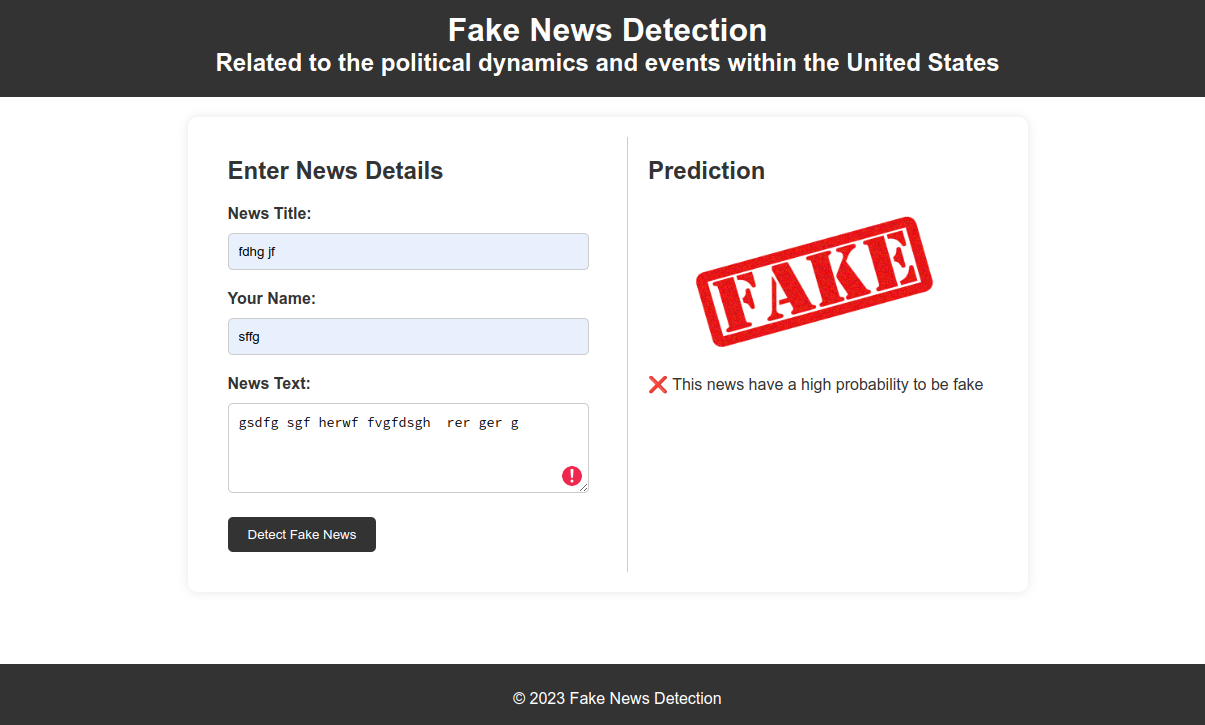 Fake News Detection
Related to the political dynamics and events within the United States
Enter News Details
News Title:
fdhg jf
Your Name:
sffg
News Text:
gsdfg sgf herwf fvgfdsgh  rer ger g
Detect Fake News
Prediction
FAKE
❌ This news have a high probability to be fake
© 2023 Fake News Detection